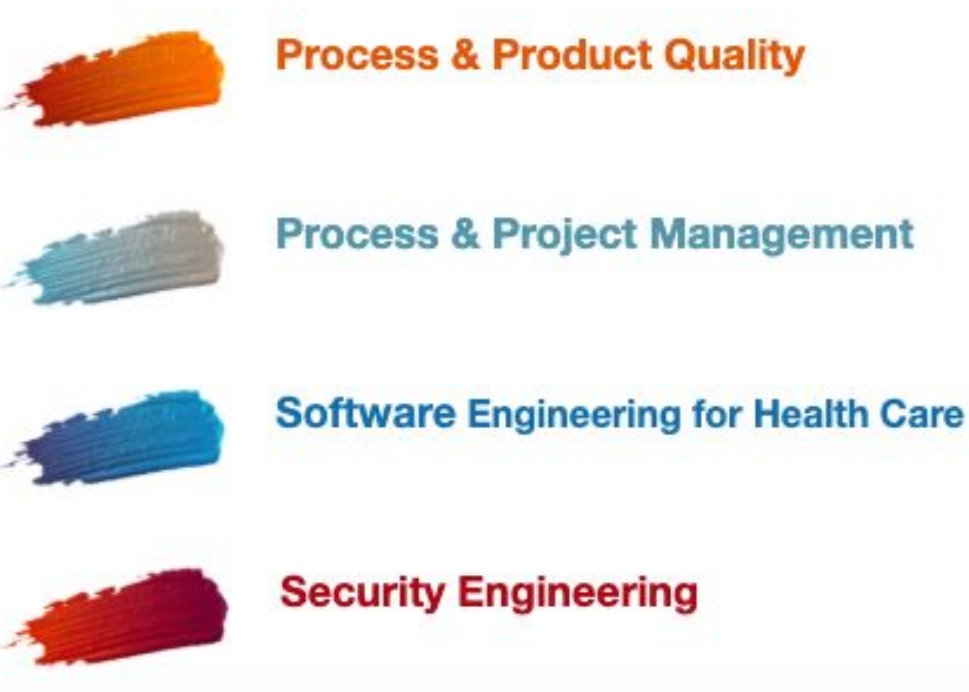 Process & Product Quality
Process & Project Management
Software Engineering for Health Care
Security Engineering